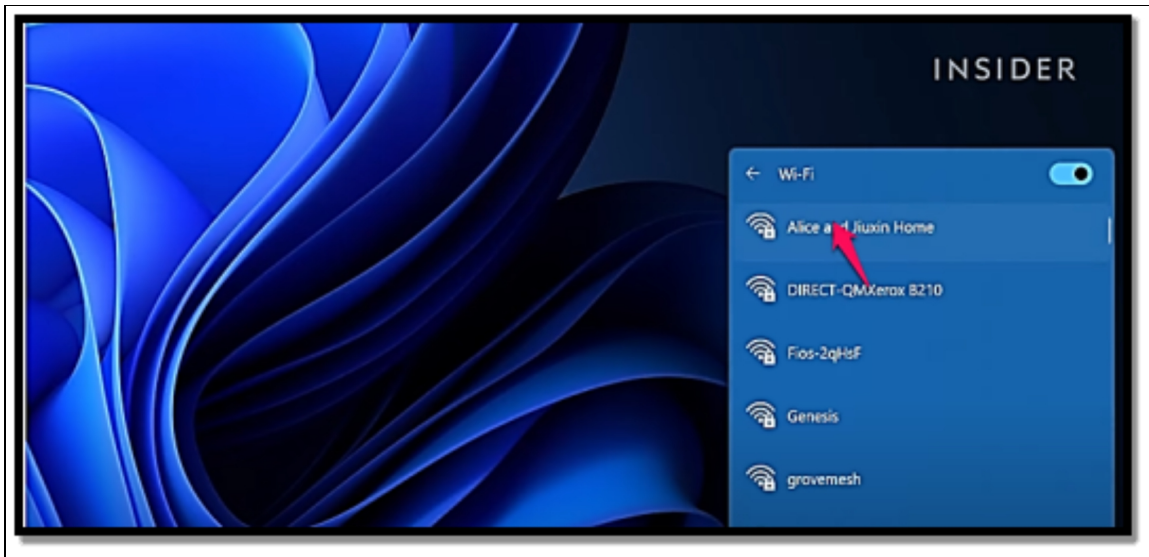 INSIDER
Wi-Fi
Alice and Jiuxin Home
DIRECT-QMXerox B210
Fios-2qHsF
Genesis
grovemesh